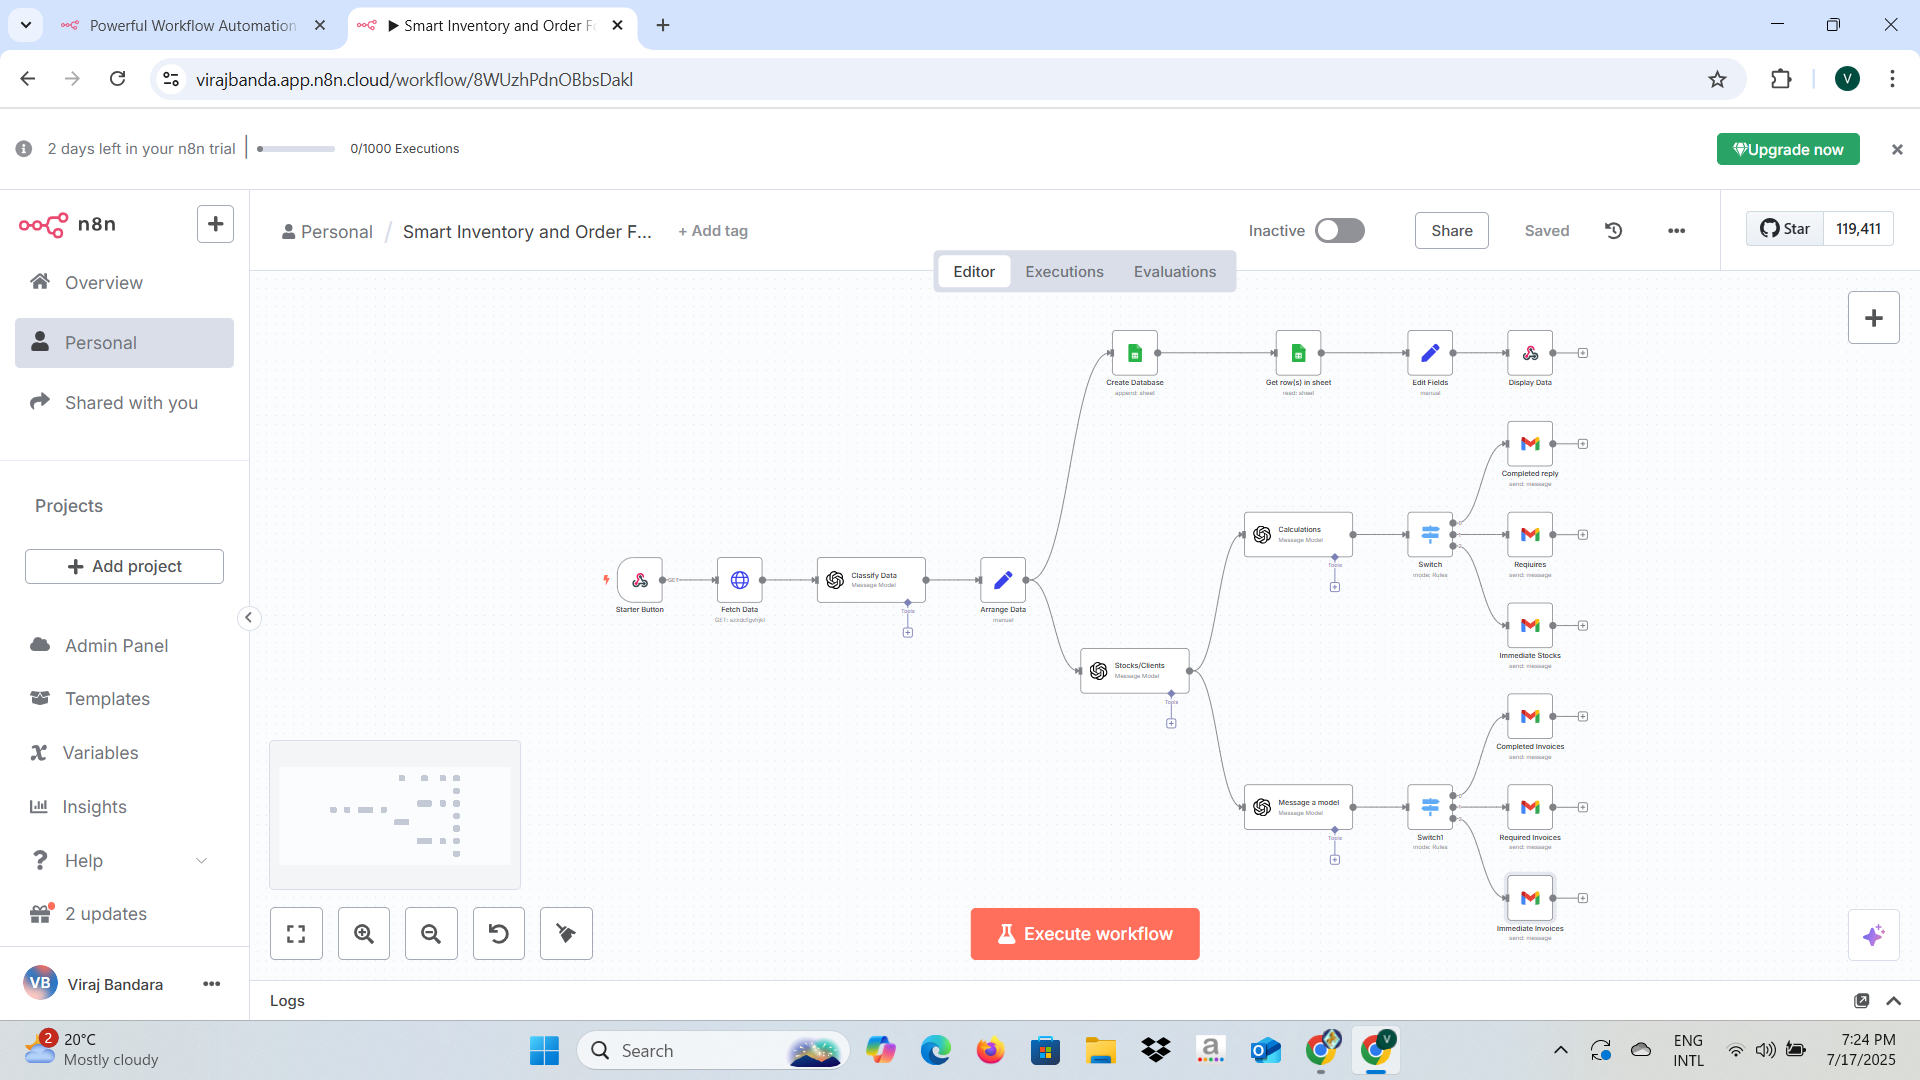 Powerful Workflow Automation
▶ Smart Inventory and Order F
virajbanda.app.n8n.cloud/workflow/8WUzhPdnOBbsDakl
V
2 days left in your n8n trial
0/1000 Executions
Upgrade now
n8n
Personal / Smart Inventory and Order F...
+ Add tag
Inactive
Share
Saved
Star
119,411
Editor
Executions
Evaluations
Overview
Personal
Shared with you
Projects
Add project
Admin Panel
Templates
Variables
Insights
Help
2 updates
VB
Viraj Bandara
Create Database
append: sheet
Get row(s) in sheet
read: sheet
Edit Fields
manual
Display Data
Completed reply
send: message
Calculations
Message Model
Tools
Switch
mode: Rules
Reqiuires
send: message
Immediate Stocks
send: message
Starter Button
GET
Fetch Data
Classify Data
Message Model
Tools
Arrange Data
manual
Stocks/Clients
Message Model
Tools
Completed Invoices
send: message
Message a model
Message Model
Tools
Switch1
mode: Rules
Required Invoices
send: message
Immediate Invoices
send: message
Execute workflow
Logs
2
20°C
Mostly cloudy
Search
a
V
ENG
INTL
7:24 PM
7/17/2025